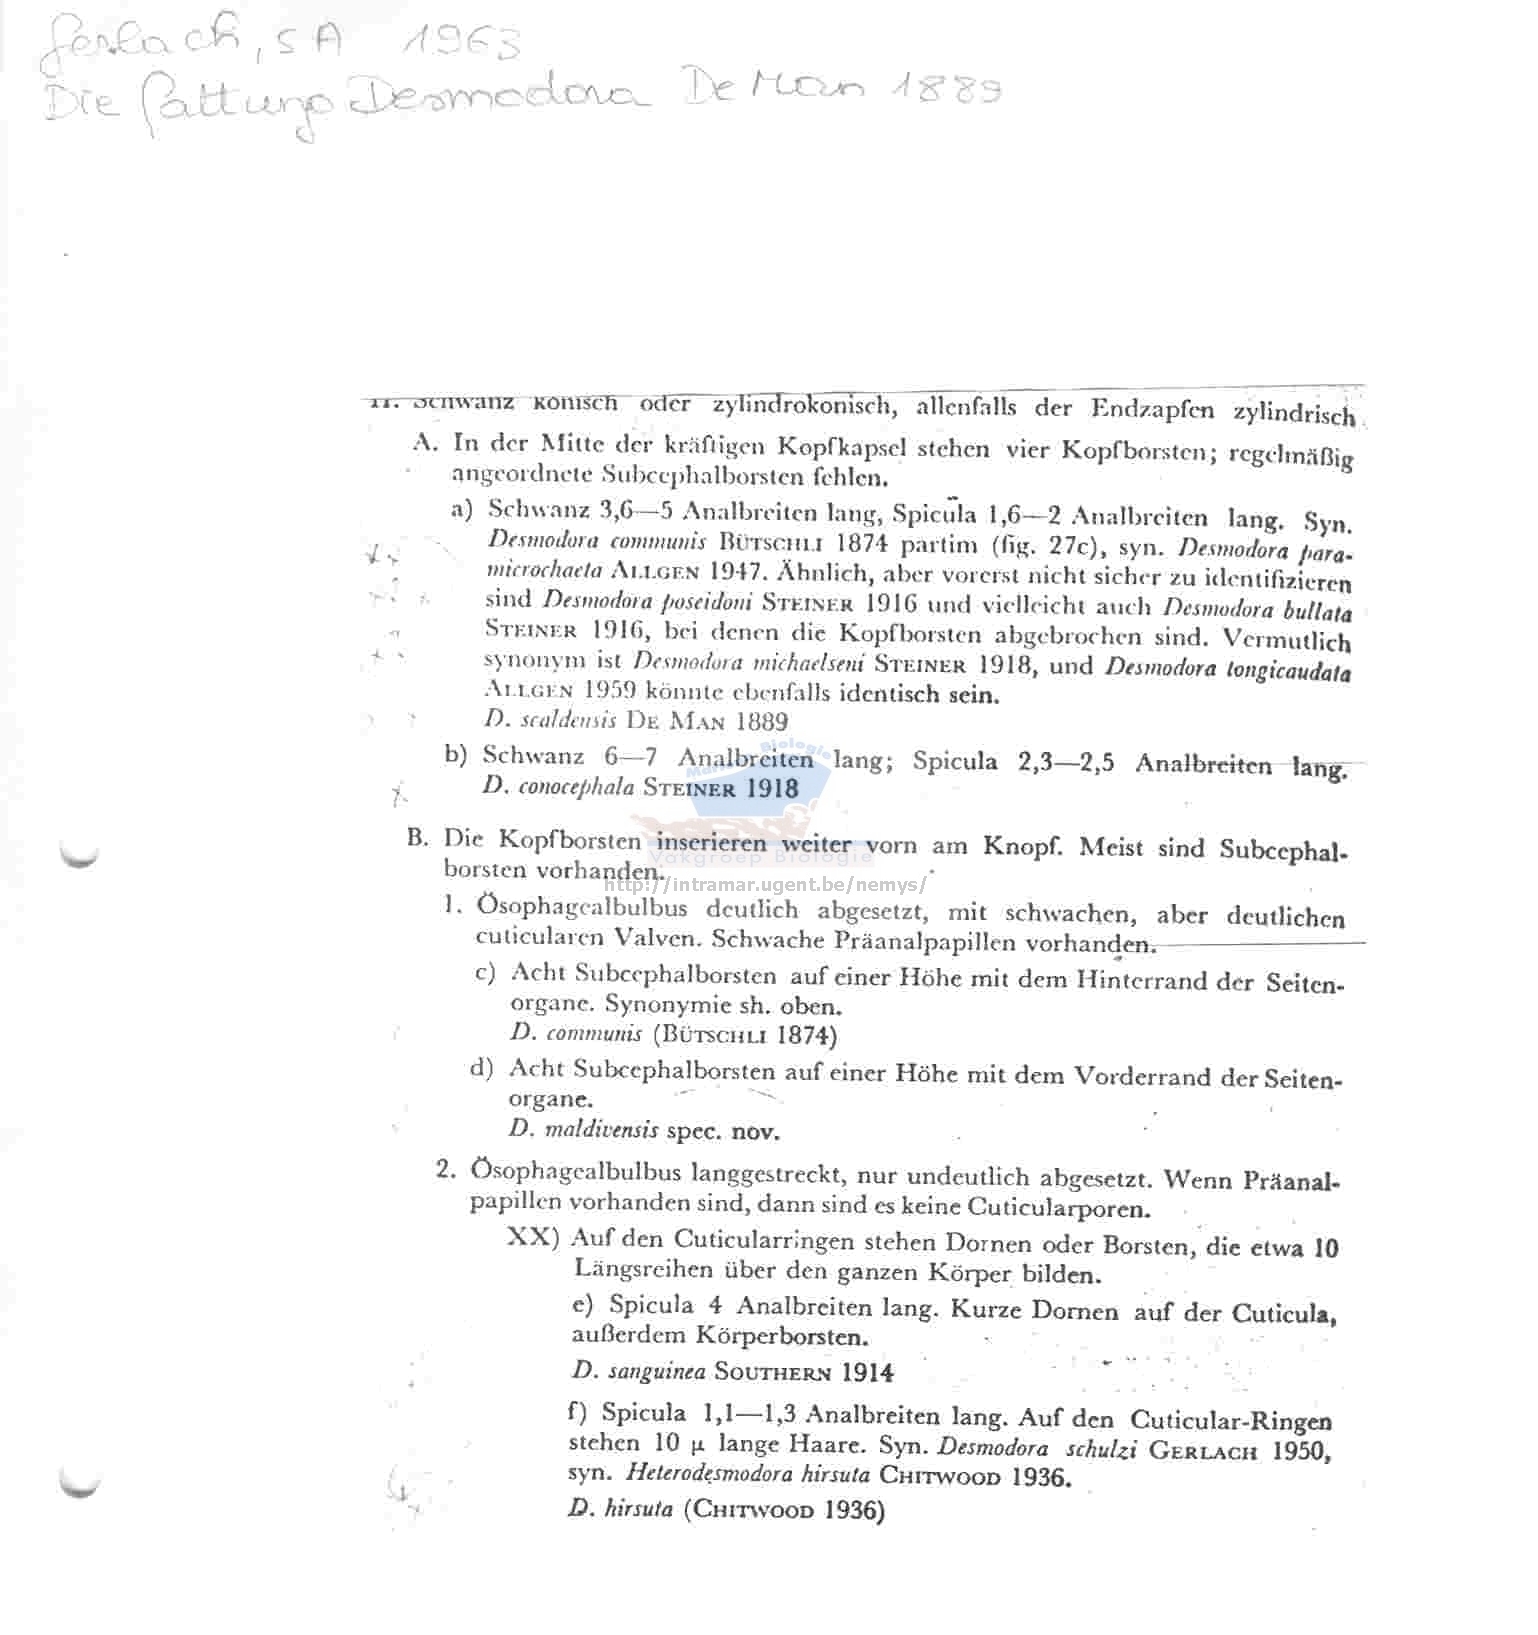 Gerlach, S A 1963
Die Gattung Desmodora De Man 1889
II. Schwanz konisch oder zylindrokonisch, allenfalls der Endzapfen zylindrisch
A. In der Mitte der kräftigen Kopfkapsel stehen vier Kopfborsten; regelmäßig
angeordnete Subcephalborsten fehlen.
a) Schwanz 3,6—5 Analbreiten lang, Spicula 1,6—2 Analbreiten lang. Syn.
Desmodora communis BÜTSCHLI 1874 partim (fig. 27c), syn. Desmodora para-
microchaeta ALLGEN 1947. Ähnlich, aber vorerst nicht sicher zu identifizieren
sind Desmodora poseidoni STEINER 1916 und vielleicht auch Desmodora bullata
STEINER 1916, bei denen die Kopfborsten abgebrochen sind. Vermutlich
synonym ist Desmodora michaelseni STEINER 1918, und Desmodora longicaudata
ALLGEN 1959 könnte ebenfalls identisch sein.
D. scaldensis DE MAN 1889
b) Schwanz 6—7 Analbreiten lang; Spicula 2,3—2,5 Analbreiten lang.
D. conocephala STEINER 1918
B. Die Kopfborsten inserieren weiter vorn am Knopf. Meist sind Subcephal-
borsten vorhanden.
Biologie
Vakgroep Biologie
http://intramar.ugent.be/nemys/
1. Ösophagealbulbus deutlich abgesetzt, mit schwachen, aber deutlichen
cuticularen Valven. Schwache Präanalpapillen vorhanden.
c) Acht Subcephalborsten auf einer Höhe mit dem Hinterrand der Seiten-
organe. Synonymie sh. oben.
D. communis (BÜTSCHLI 1874)
d) Acht Subcephalborsten auf einer Höhe mit dem Vorderrand der Seiten-
organe.
D. maldivensis spec. nov.
2. Ösophagealbulbus langgestreckt, nur undeutlich abgesetzt. Wenn Präanal-
papillen vorhanden sind, dann sind es keine Cuticularporen.
XX) Auf den Cuticularringen stehen Dornen oder Borsten, die etwa 10
Längsreihen über den ganzen Körper bilden.
e) Spicula 4 Analbreiten lang. Kurze Dornen auf der Cuticula,
außerdem Körperborsten.
D. sanguinea SOUTHERN 1914
f) Spicula 1,1—1,3 Analbreiten lang. Auf den Cuticular-Ringen
stehen 10 µ lange Haare. Syn. Desmodora schulzi GERLACH 1950,
syn. Heterodesmodora hirsuta CHITWOOD 1936.
D. hirsuta (CHITWOOD 1936)